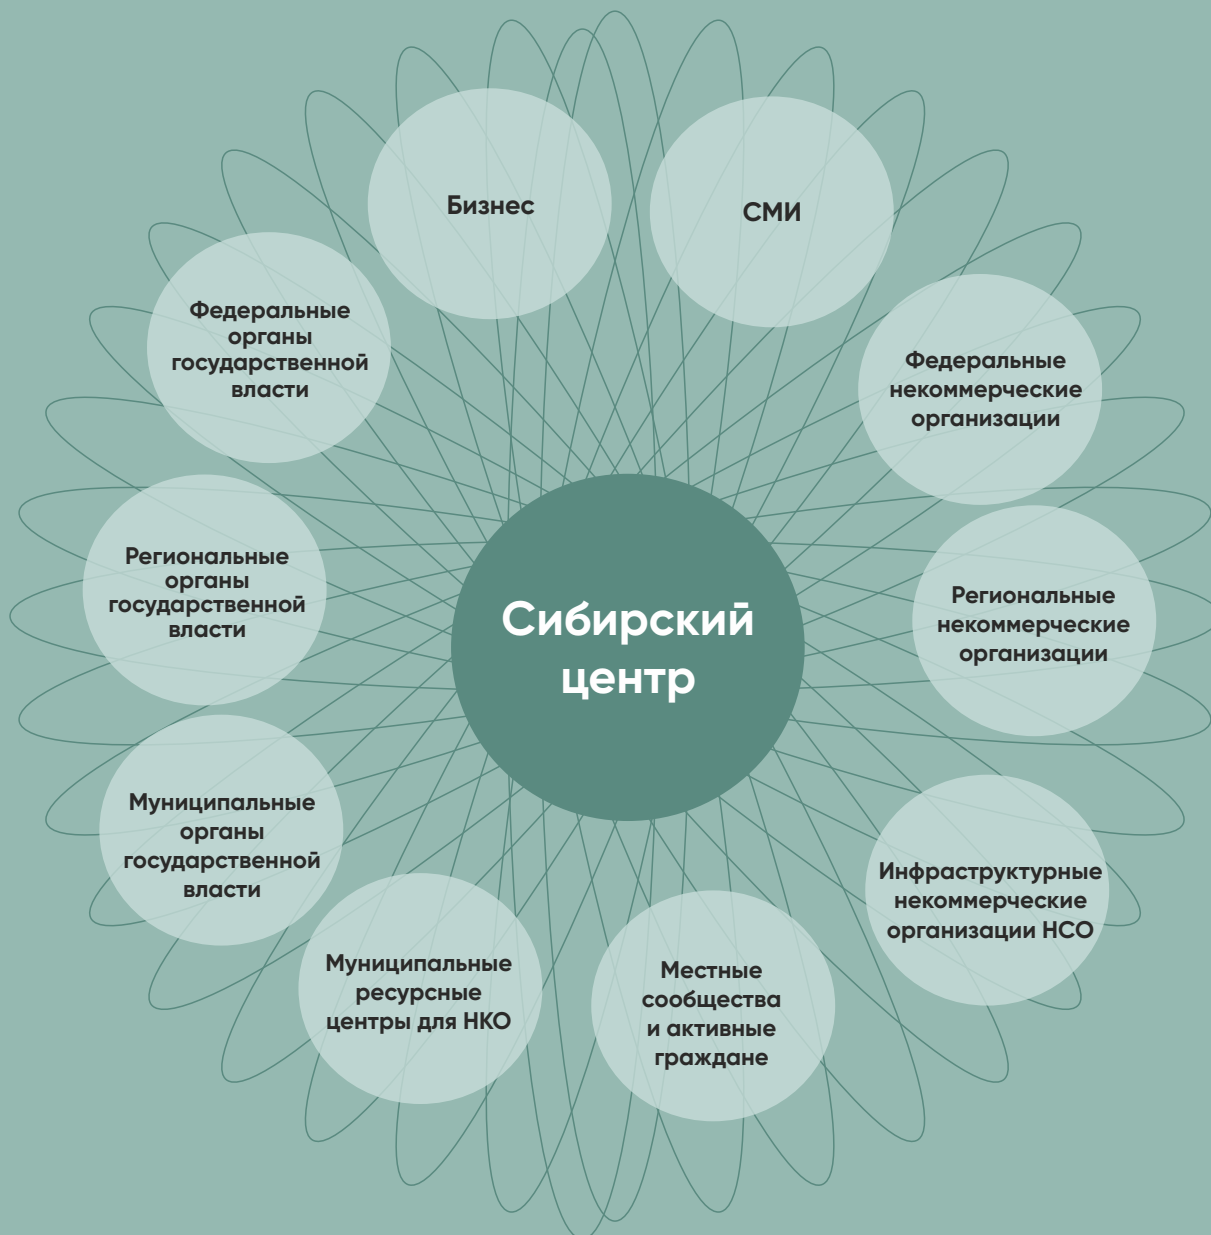 Бизнес
СМИ
Федеральные
органы
государственной
власти
Федеральные
некоммерческие
организации
Региональные
органы
государственной
власти
Сибирский
центр
Региональные
некоммерческие
организации
Муниципальные
органы
государственной
власти
Инфраструктурные
некоммерческие
организации НСО
Муниципальные
ресурсные
центры для НКО
Местные
сообщества
и активные
граждане